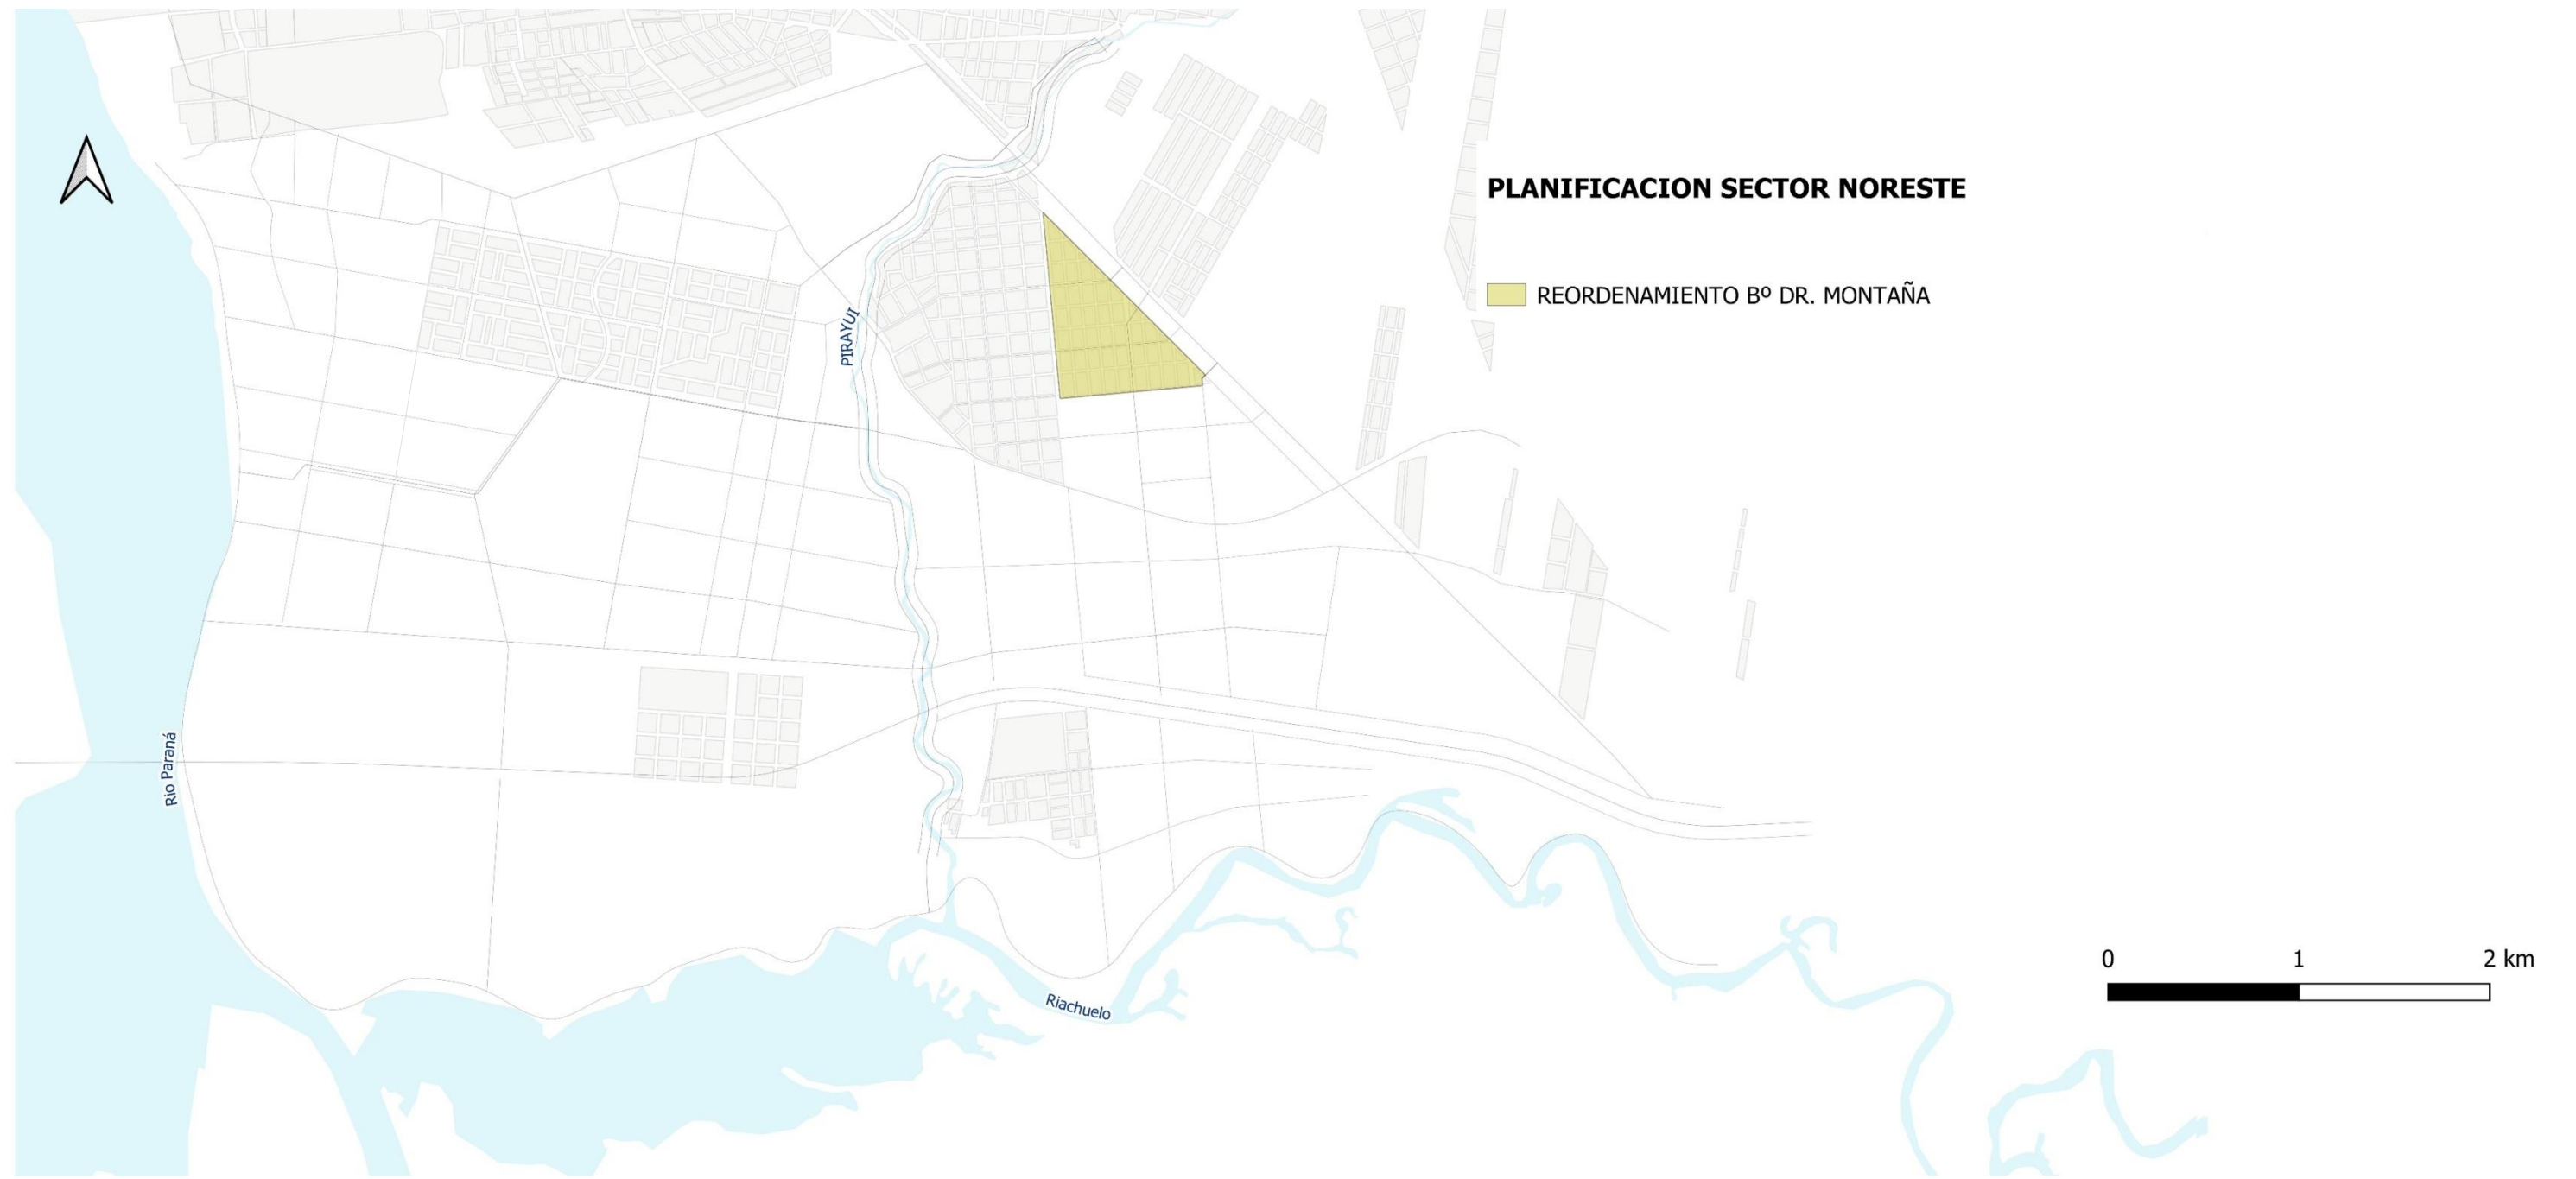 PLANIFICACION SECTOR NORESTE
REORDENAMIENTO Bº DR. MONTAÑA
PIRAYUI
Rio Paraná
Riachuelo
0 1 2 km